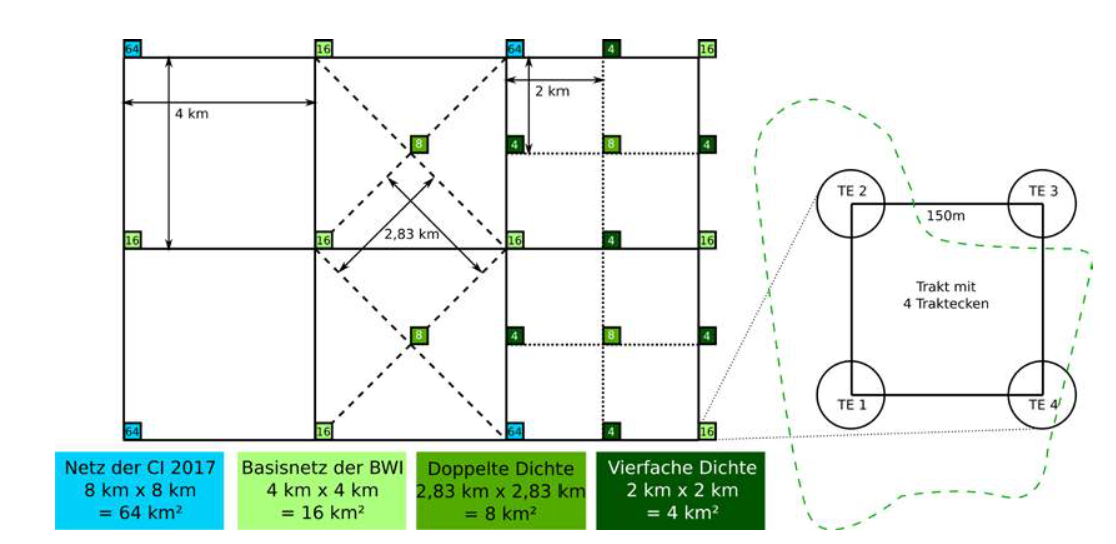 64 16 64 4 16
4 km
2 km
8 4 8 4
TE 2 TE 3
150m
2,83 km
16 16 16 4 16
Trakt mit
4 Traktecken
8 4 8 4
TE 1 TE 4
64 16 64 4 16
Netz der CI 2017
8 km x 8 km
= 64 km²
Basisnetz der BWI
4 km x 4 km
= 16 km²
Doppelte Dichte
2,83 km x 2,83 km
= 8 km²
Vierfache Dichte
2 km x 2 km
= 4 km²